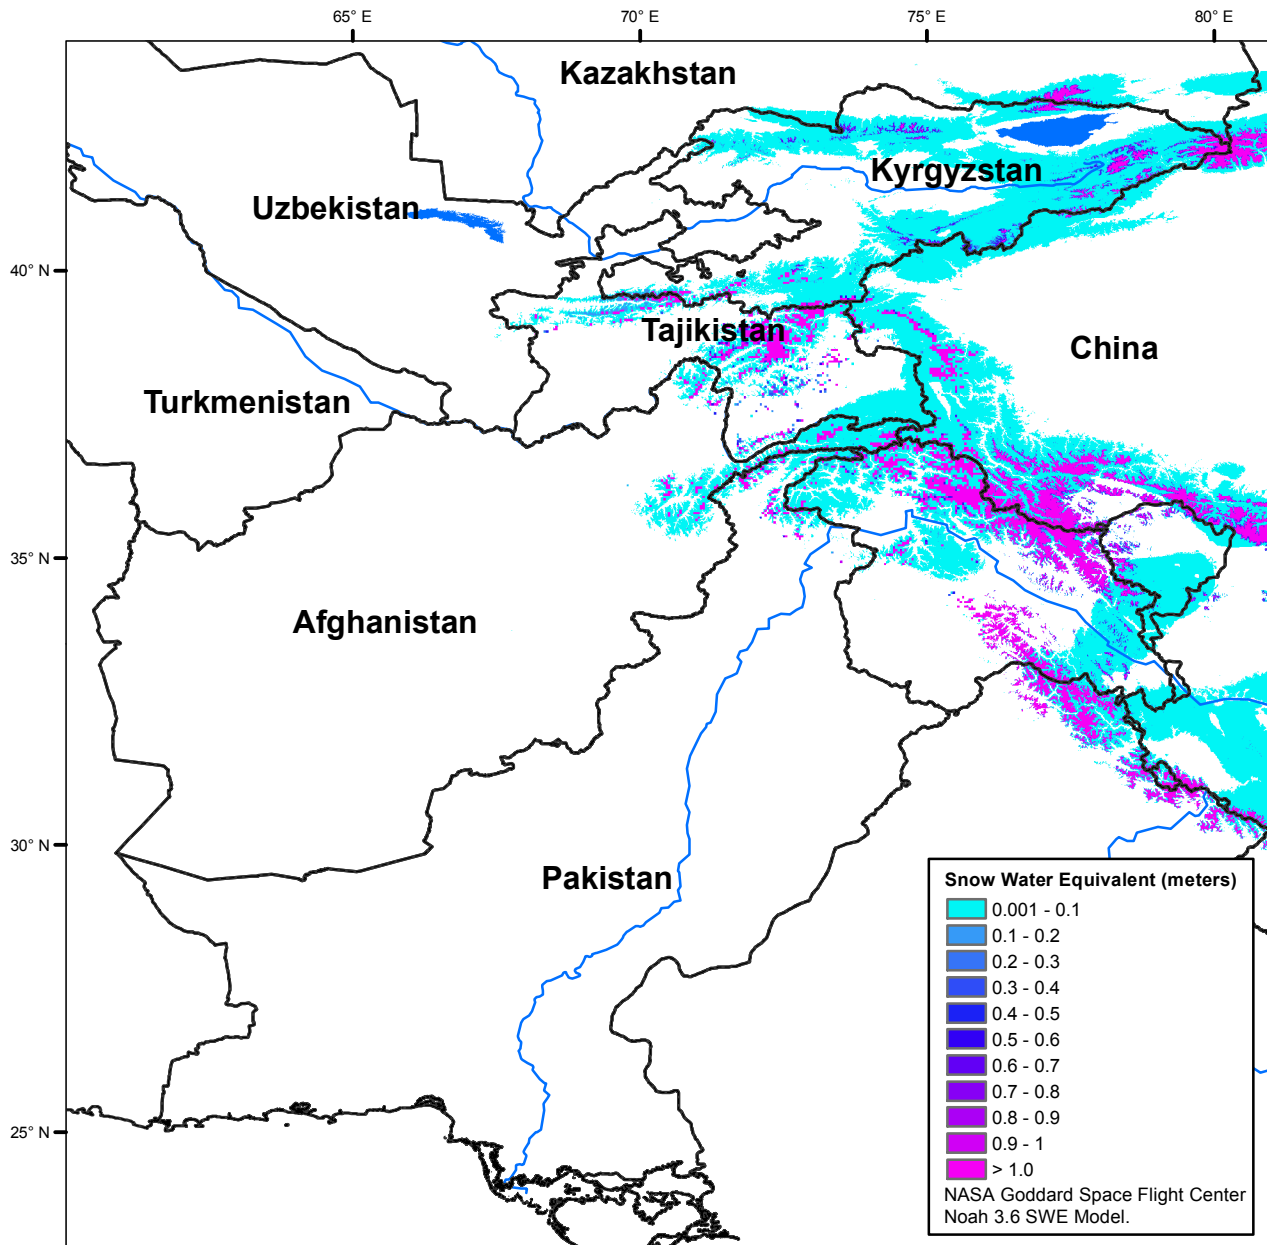 65° E
70° E
75° E
80° E
Kazakhstan
Kyrgyzstan
Uzbekistan
40° N
Tajikistan
China
Turkmenistan
35° N
Afghanistan
30° N
Pakistan
Snow Water Equivalent (meters)
0.001 - 0.1
0.1 - 0.2
0.2 - 0.3
0.3 - 0.4
0.4 - 0.5
0.5 - 0.6
0.6 - 0.7
0.7 - 0.8
0.8 - 0.9
0.9 - 1
> 1.0
25° N
NASA Goddard Space Flight Center
Noah 3.6 SWE Model.